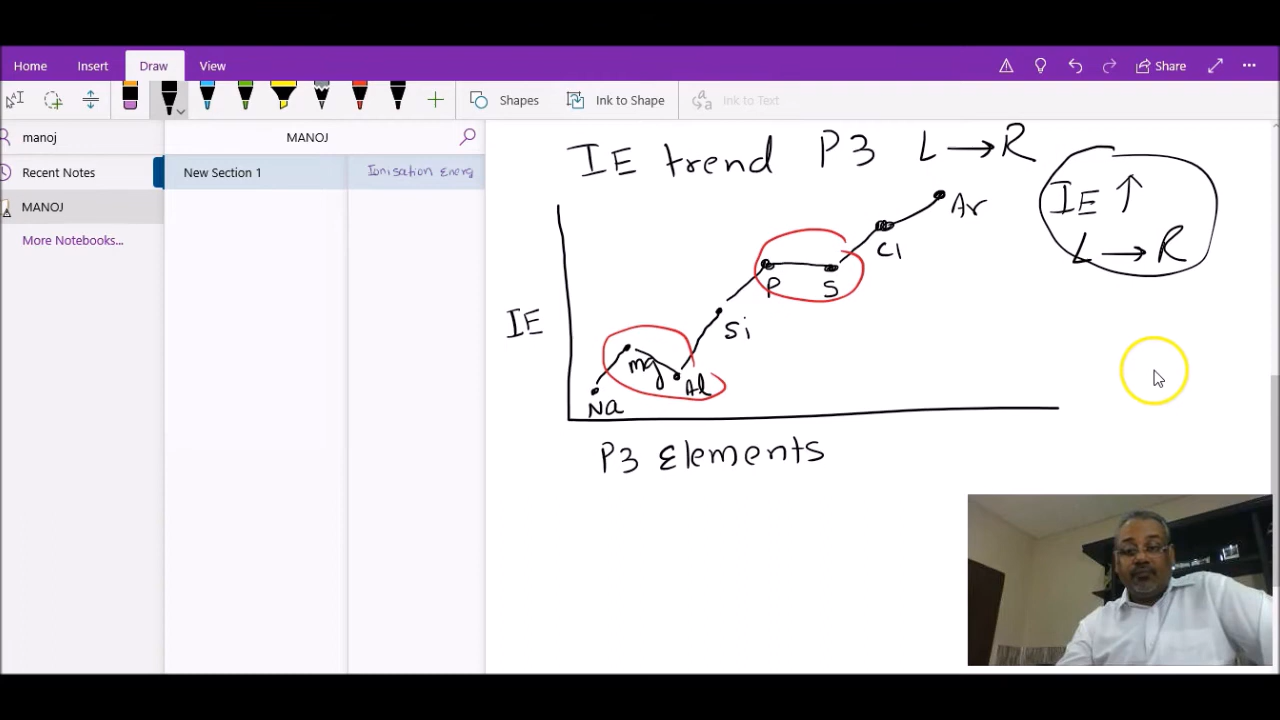 Home Insert Draw View Share
Shapes Ink to Shape Ink to Text
manoj MANOJ
Recent Notes New Section 1 Ionisation Energ
MANOJ
More Notebooks...
IE trend P3 L → R
IE ↑
L → R
Ar
Cl
P S
Si
IE
Mg
Al
Na
P3 Elements